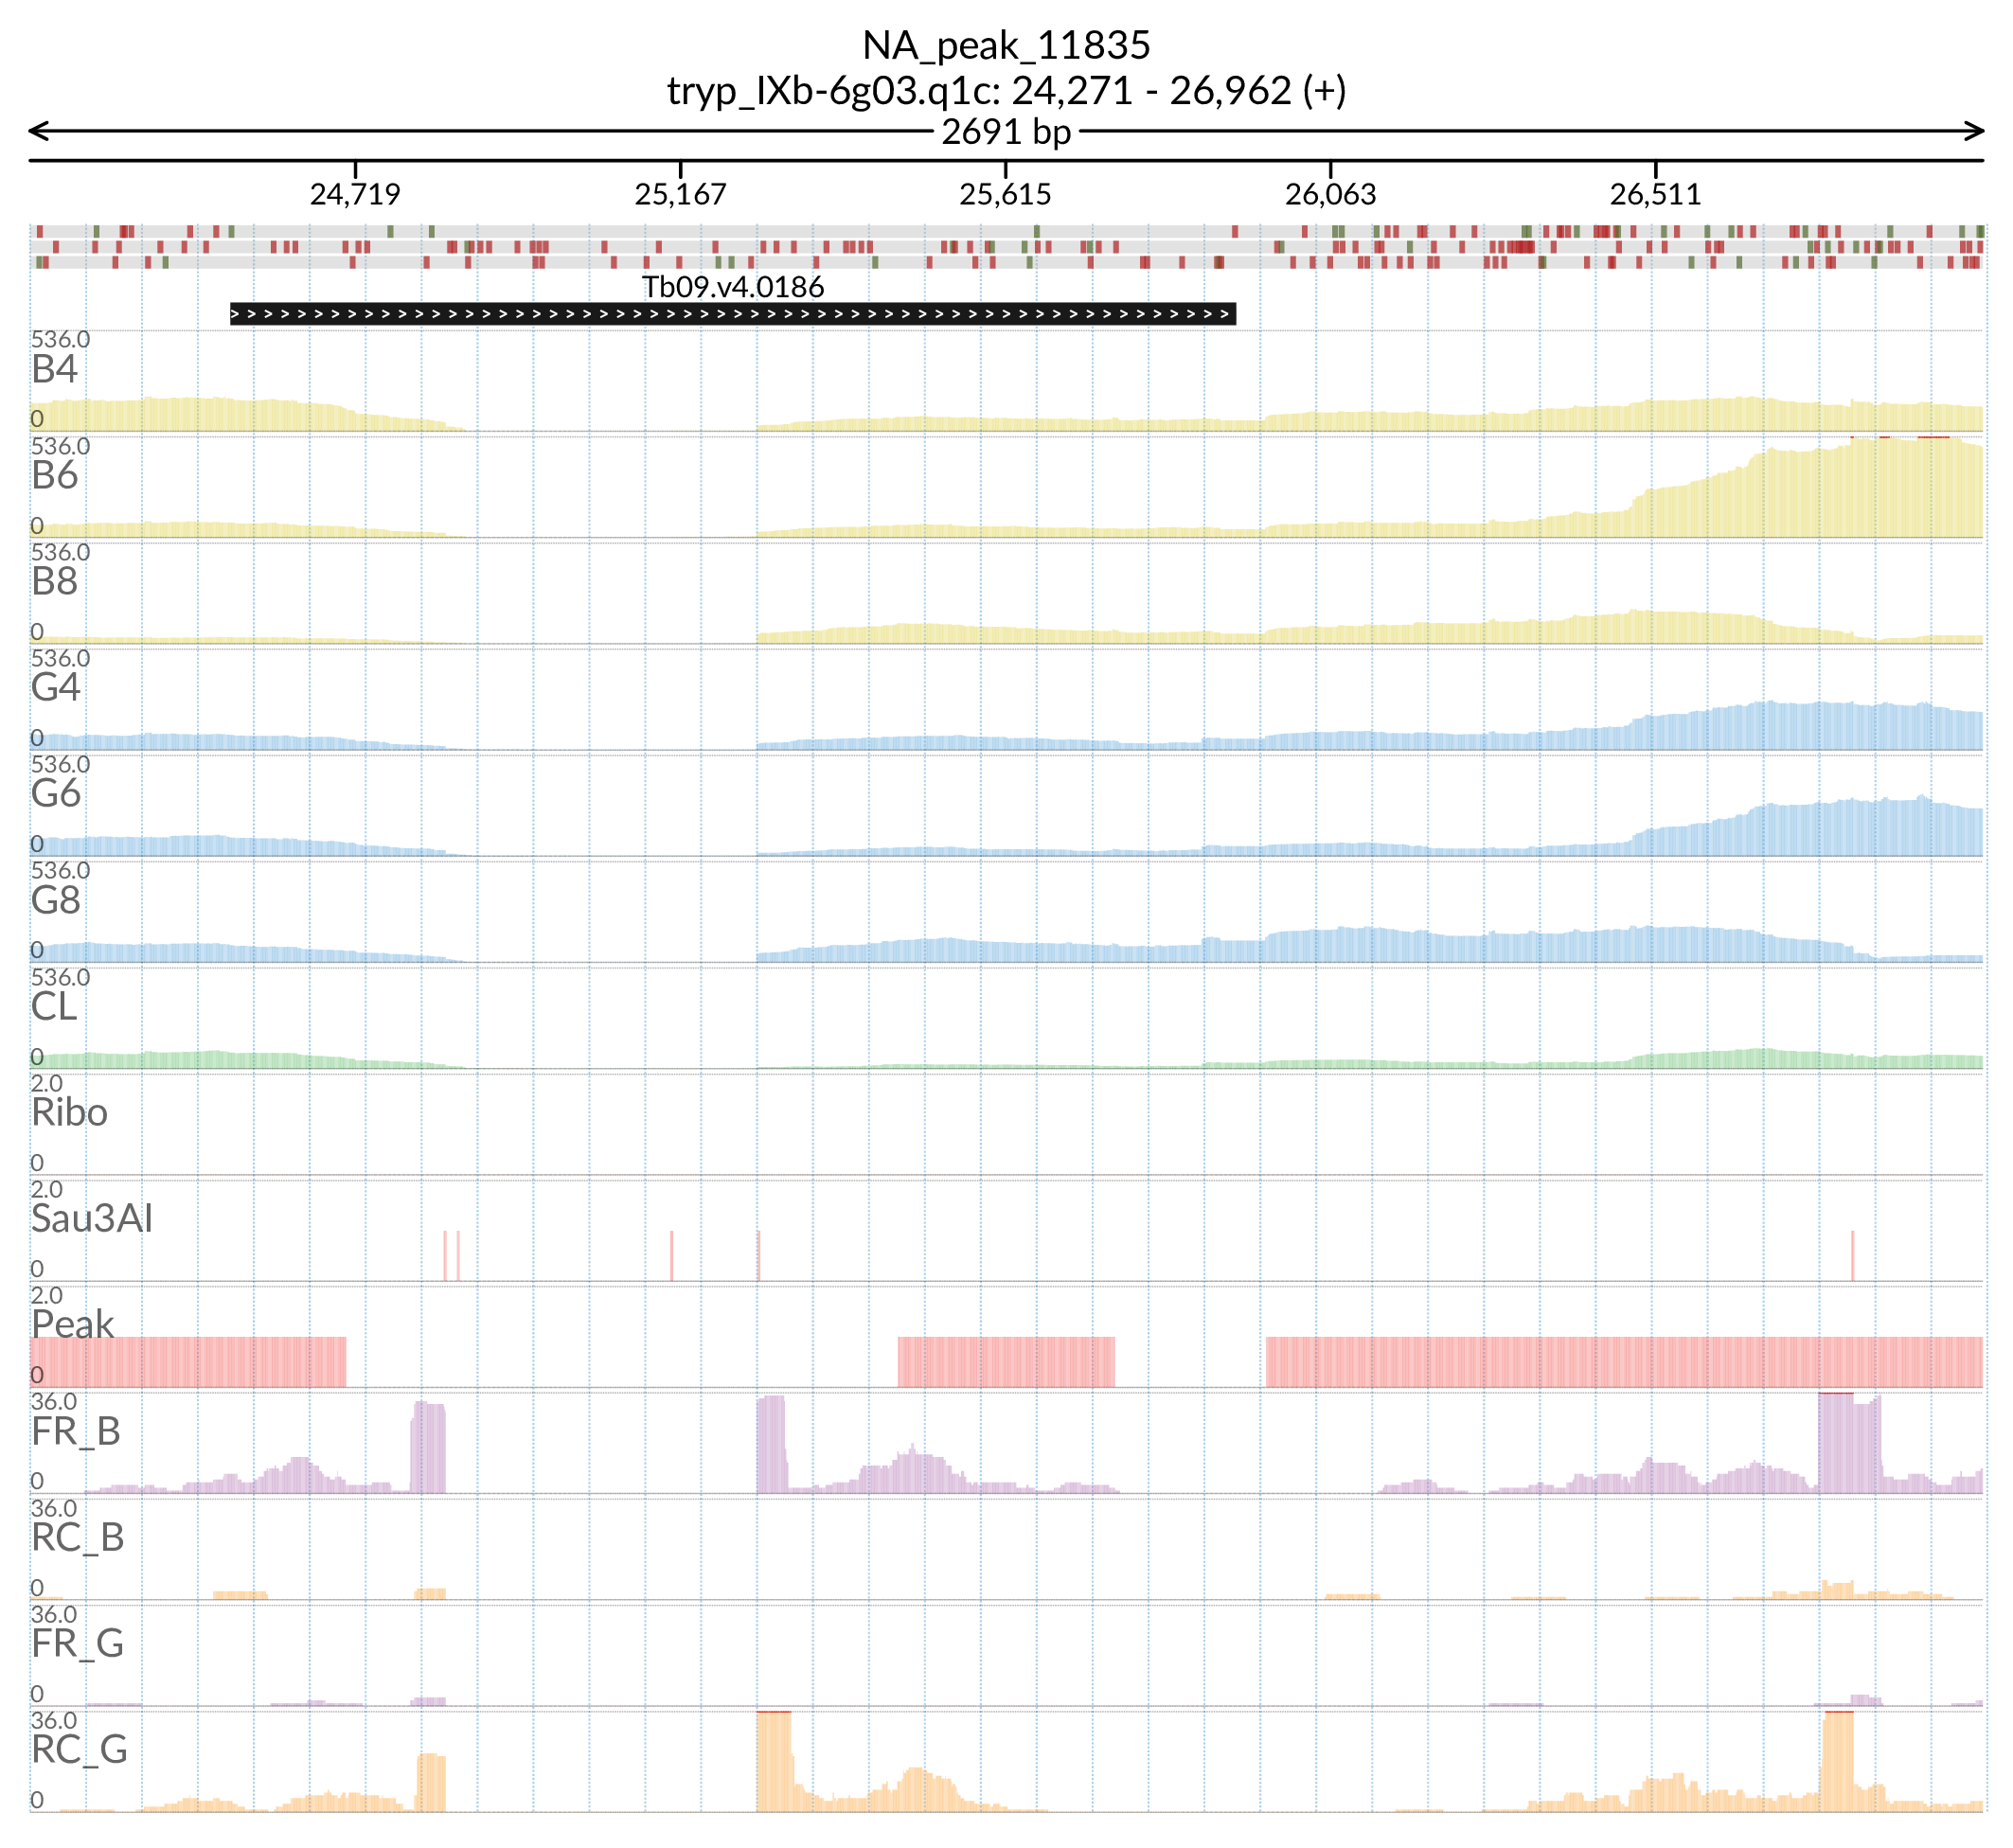 NA_peak_11835
tryp_IXb-6g03.q1c: 24,271 - 26,962 (+)
2691 bp
24,719 25,167 25,615 26,063 26,511
Tb09.v4.0186
536.0
B4
0
536.0
B6
0
536.0
B8
0
536.0
G4
0
536.0
G6
0
536.0
G8
0
536.0
CL
0
2.0
Ribo
0
2.0
Sau3AI
0
2.0
Peak
0
36.0
FR_B
0
36.0
RC_B
0
36.0
FR_G
0
36.0
RC_G
0